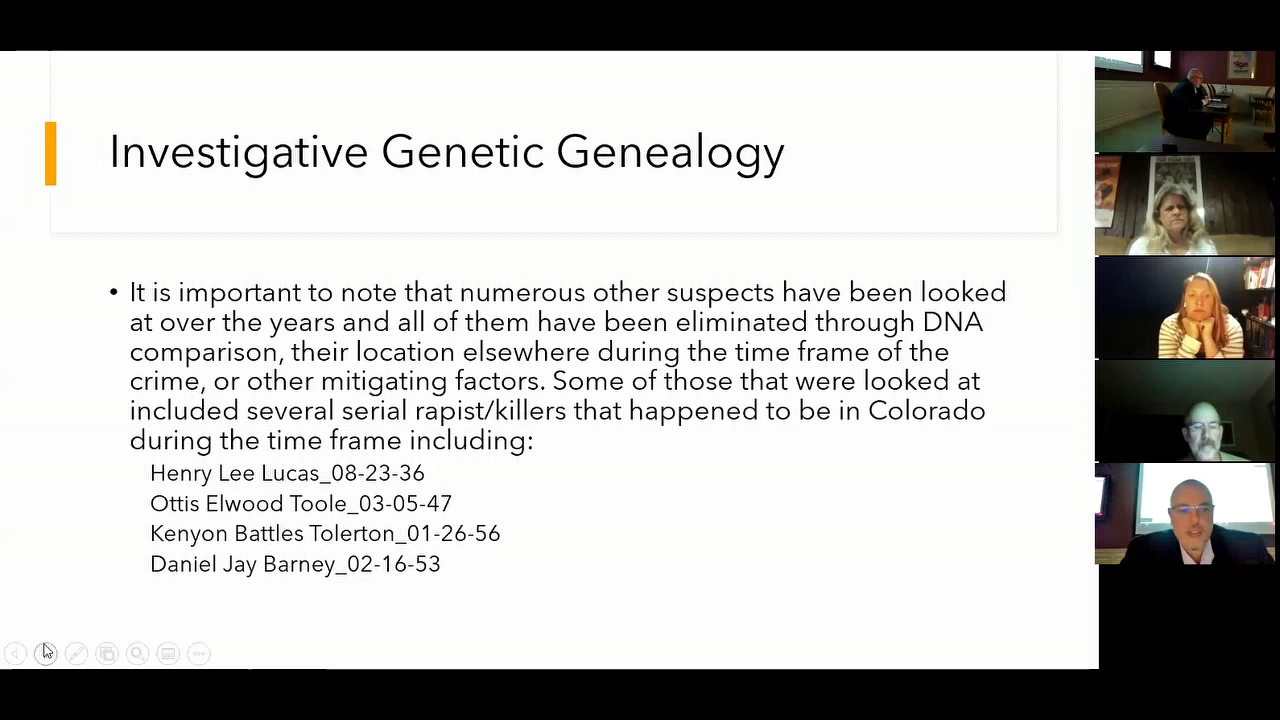 Investigative Genetic Genealogy
• It is important to note that numerous other suspects have been looked
at over the years and all of them have been eliminated through DNA
comparison, their location elsewhere during the time frame of the
crime, or other mitigating factors. Some of those that were looked at
included several serial rapist/killers that happened to be in Colorado
during the time frame including:
Henry Lee Lucas_08-23-36
Ottis Elwood Toole_03-05-47
Kenyon Battles Tolerton_01-26-56
Daniel Jay Barney_02-16-53